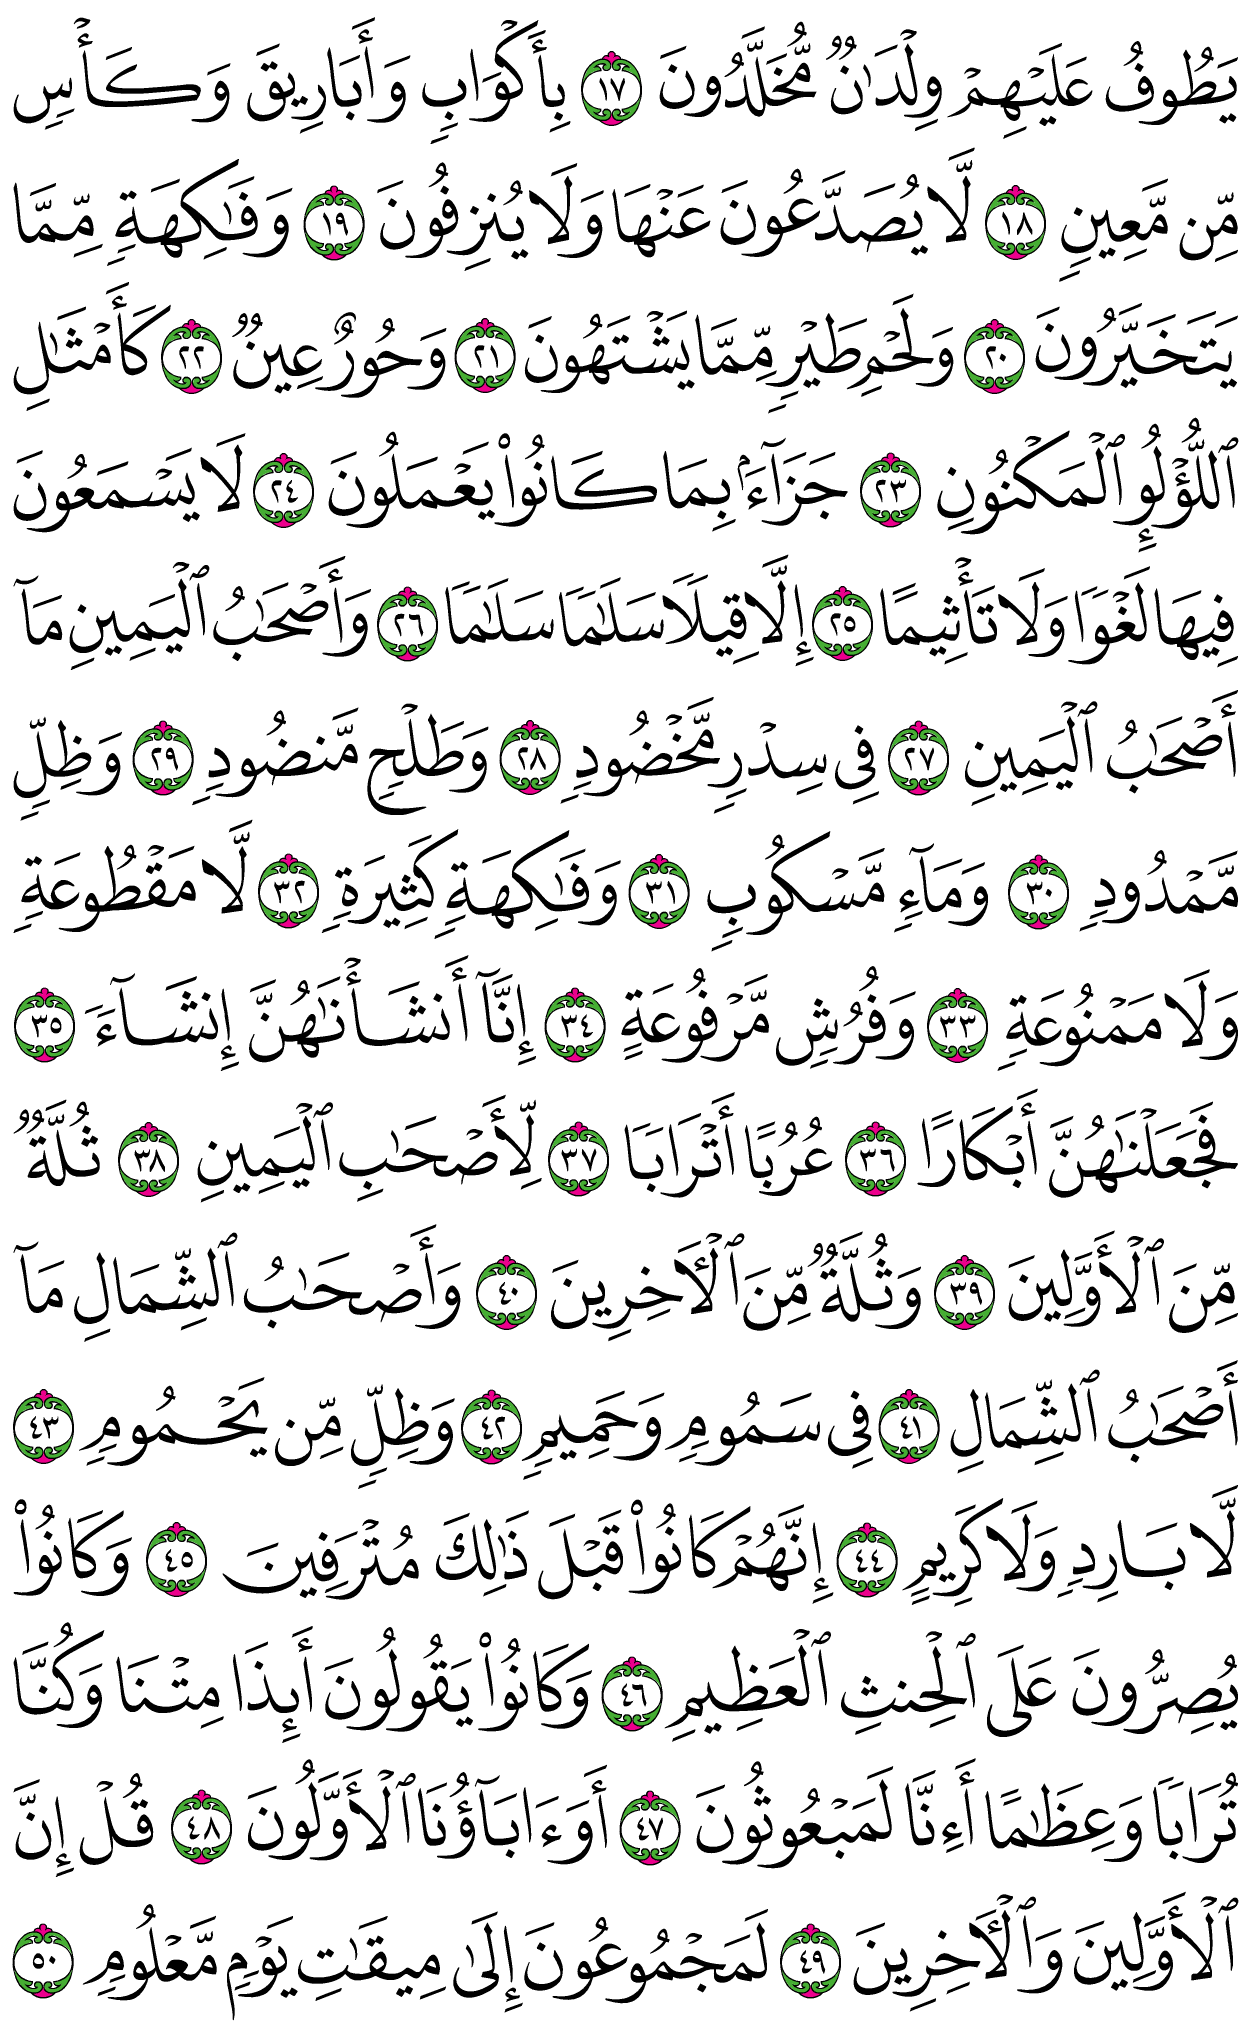 يَطُوفُ عَلَيۡهِمۡ وِلۡدَٰنٞ مُّخَلَّدُونَ ١٧ بِأَكۡوَابٖ وَأَبَارِيقَ وَكَأۡسٖ
مِّن مَّعِينٖ ١٨ لَّا يُصَدَّعُونَ عَنۡهَا وَلَا يُنزِفُونَ ١٩ وَفَٰكِهَةٖ مِّمَّا
يَتَخَيَّرُونَ ٢٠ وَلَحۡمِ طَيۡرٖ مِّمَّا يَشۡتَهُونَ ٢١ وَحُورٌ عِينٞ ٢٢ كَأَمۡثَٰلِ
ٱللُّؤۡلُوِٕ ٱلۡمَكۡنُونِ ٢٣ جَزَآءَۢ بِمَا كَانُواْ يَعۡمَلُونَ ٢٤ لَا يَسۡمَعُونَ
فِيهَا لَغۡوٗا وَلَا تَأۡثِيمًا ٢٥ إِلَّا قِيلٗا سَلَٰمٗا سَلَٰمٗا ٢٦ وَأَصۡحَٰبُ ٱلۡيَمِينِ مَآ
أَصۡحَٰبُ ٱلۡيَمِينِ ٢٧ فِي سِدۡرٖ مَّخۡضُودٖ ٢٨ وَطَلۡحٖ مَّنضُودٖ ٢٩ وَظِلّٖ
مَّمۡدُودٖ ٣٠ وَمَآءٖ مَّسۡكُوبٖ ٣١ وَفَٰكِهَةٖ كَثِيرَةٖ ٣٢ لَّا مَقۡطُوعَةٖ
وَلَا مَمۡنُوعَةٖ ٣٣ وَفُرُشٖ مَّرۡفُوعَةٍ ٣٤ إِنَّآ أَنشَأۡنَٰهُنَّ إِنشَآءٗ ٣٥
فَجَعَلۡنَٰهُنَّ أَبۡكَارًا ٣٦ عُرُبًا أَتۡرَابٗا ٣٧ لِّأَصۡحَٰبِ ٱلۡيَمِينِ ٣٨ ثُلَّةٞ
مِّنَ ٱلۡأَوَّلِينَ ٣٩ وَثُلَّةٞ مِّنَ ٱلۡأٓخِرِينَ ٤٠ وَأَصۡحَٰبُ ٱلشِّمَالِ مَآ
أَصۡحَٰبُ ٱلشِّمَالِ ٤١ فِي سَمُومٖ وَحَمِيمٖ ٤٢ وَظِلّٖ مِّن يَحۡمُومٖ ٤٣
لَّا بَارِدٖ وَلَا كَرِيمٍ ٤٤ إِنَّهُمۡ كَانُواْ قَبۡلَ ذَٰلِكَ مُتۡرَفِينَ ٤٥ وَكَانُواْ
يُصِرُّونَ عَلَى ٱلۡحِنثِ ٱلۡعَظِيمِ ٤٦ وَكَانُواْ يَقُولُونَ أَئِذَا مِتۡنَا وَكُنَّا
تُرَابٗا وَعِظَٰمًا أَءِنَّا لَمَبۡعُوثُونَ ٤٧ أَوَءَابَآؤُنَا ٱلۡأَوَّلُونَ ٤٨ قُلۡ إِنَّ
ٱلۡأَوَّلِينَ وَٱلۡأٓخِرِينَ ٤٩ لَمَجۡمُوعُونَ إِلَىٰ مِيقَٰتِ يَوۡمٖ مَّعۡلُومٖ ٥٠